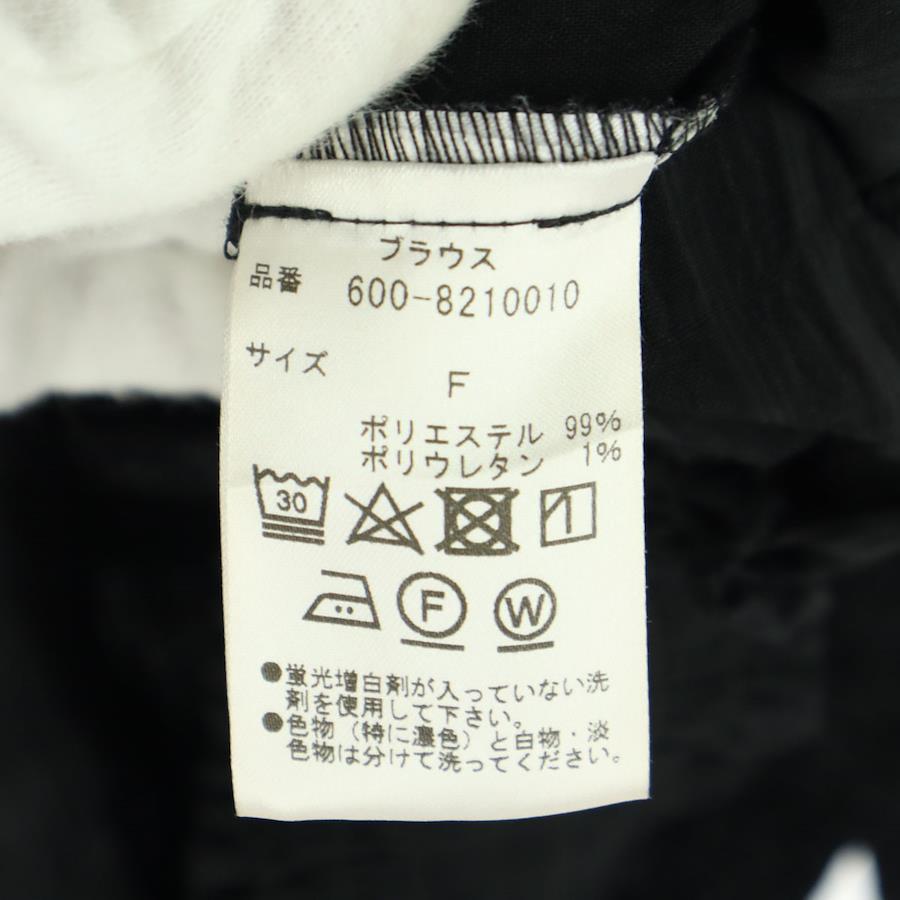 ブラウス
品番 600-8210010
サイズ
F
ポリエステル 99%
ポリウレタン 1%
30
F W
●蛍光増白剤が入っていない洗
剤を使用して下さい。
●色物（特に濃色）と白物・淡
色物は分けて洗ってください。